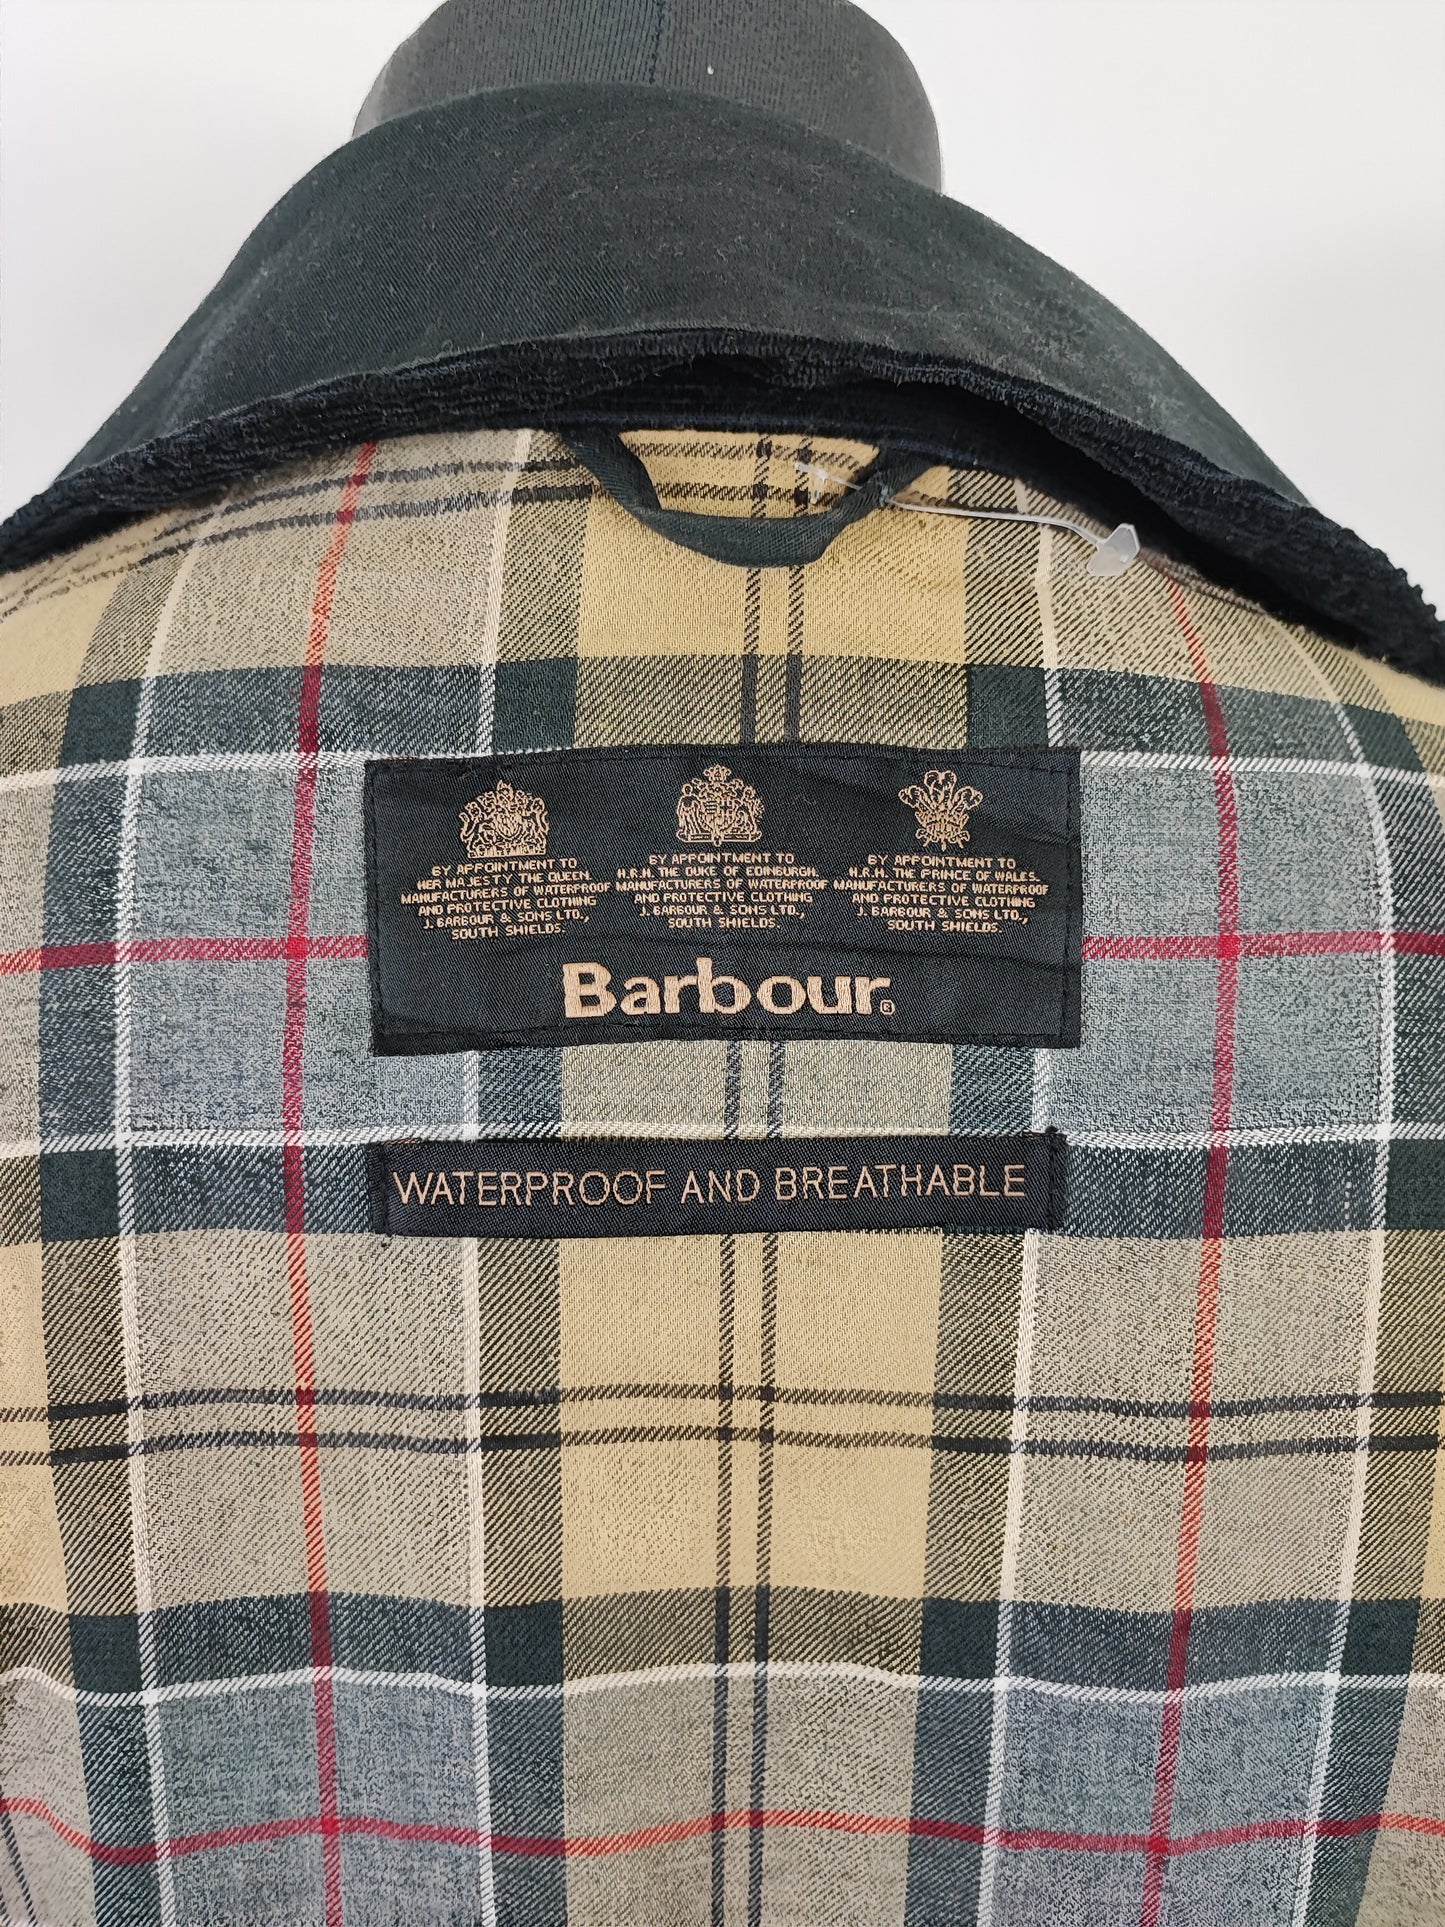 BY APPOINTMENT TO
HER MAJESTY THE QUEEN
MANUFACTURERS OF WATERPROOF
AND PROTECTIVE CLOTHING
J. BARBOUR & SONS LTD.,
SOUTH SHIELDS.
BY APPOINTMENT TO
H.R.H. THE DUKE OF EDINBURGH
MANUFACTURERS OF WATERPROOF
AND PROTECTIVE CLOTHING
J. BARBOUR & SONS LTD.,
SOUTH SHIELDS.
BY APPOINTMENT TO
H.R.H. THE PRINCE OF WALES.
MANUFACTURERS OF WATERPROOF
AND PROTECTIVE CLOTHING
J. BARBOUR & SONS LTD.,
SOUTH SHIELDS.
Barbour®
WATERPROOF AND BREATHABLE